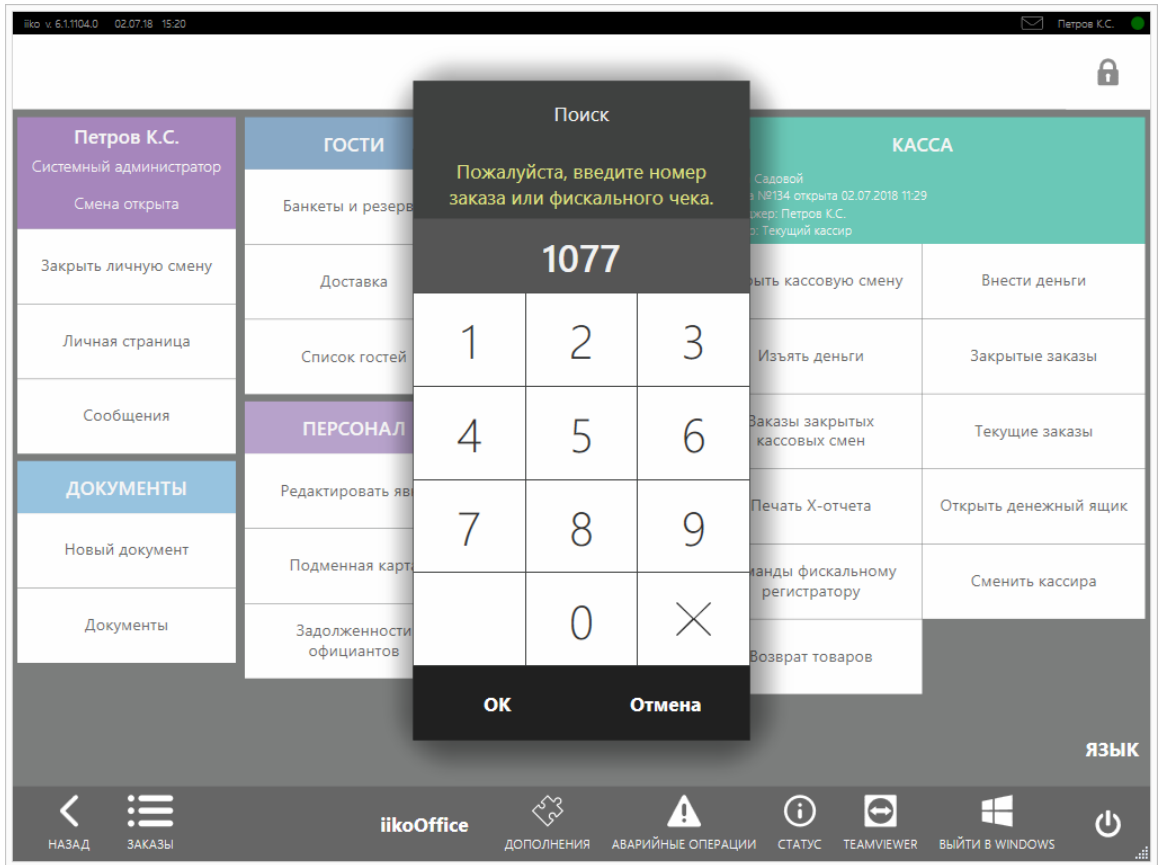 iiko v. 6.1.1104.0 02.07.18 15:20
Петров К.С.
Петров К.С.
Системный администратор
Смена открыта
Закрыть личную смену
Личная страница
Сообщения
ДОКУМЕНТЫ
Новый документ
Документы
ГОСТИ
Банкеты и резерв
Доставка
Список гостей
ПЕРСОНАЛ
Редактировать яв
Подменная карт
Задолженности
официантов
Поиск
Пожалуйста, введите номер
заказа или фискального чека.
1077
1 2 3
4 5 6
7 8 9
0
ОК Отмена
КАССА
Садовой
№134 открыта 02.07.2018 11:29
жер: Петров К.С.
: Текущий кассир
рыть кассовую смену
Внести деньги
Изъять деньги
Закрытые заказы
Заказы закрытых
кассовых смен
Текущие заказы
Печать X-отчета
Открыть денежный ящик
манды фискальному
регистратору
Сменить кассира
Возврат товаров
ЯЗЫК
НАЗАД
ЗАКАЗЫ
iikoOffice
ДОПОЛНЕНИЯ
АВАРИЙНЫЕ ОПЕРАЦИИ
СТАТУС
TEAMVIEWER
ВЫЙТИ В WINDOWS